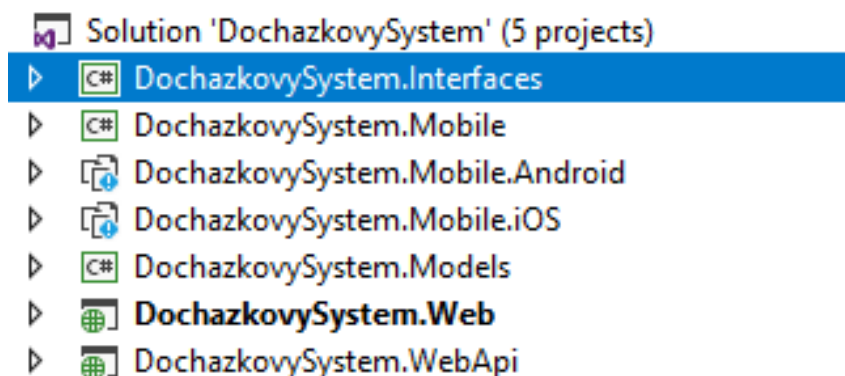 Solution 'DochazkovySystem' (5 projects)
C# DochazkovySystem.Interfaces
C# DochazkovySystem.Mobile
DochazkovySystem.Mobile.Android
DochazkovySystem.Mobile.iOS
C# DochazkovySystem.Models
DochazkovySystem.Web
DochazkovySystem.WebApi